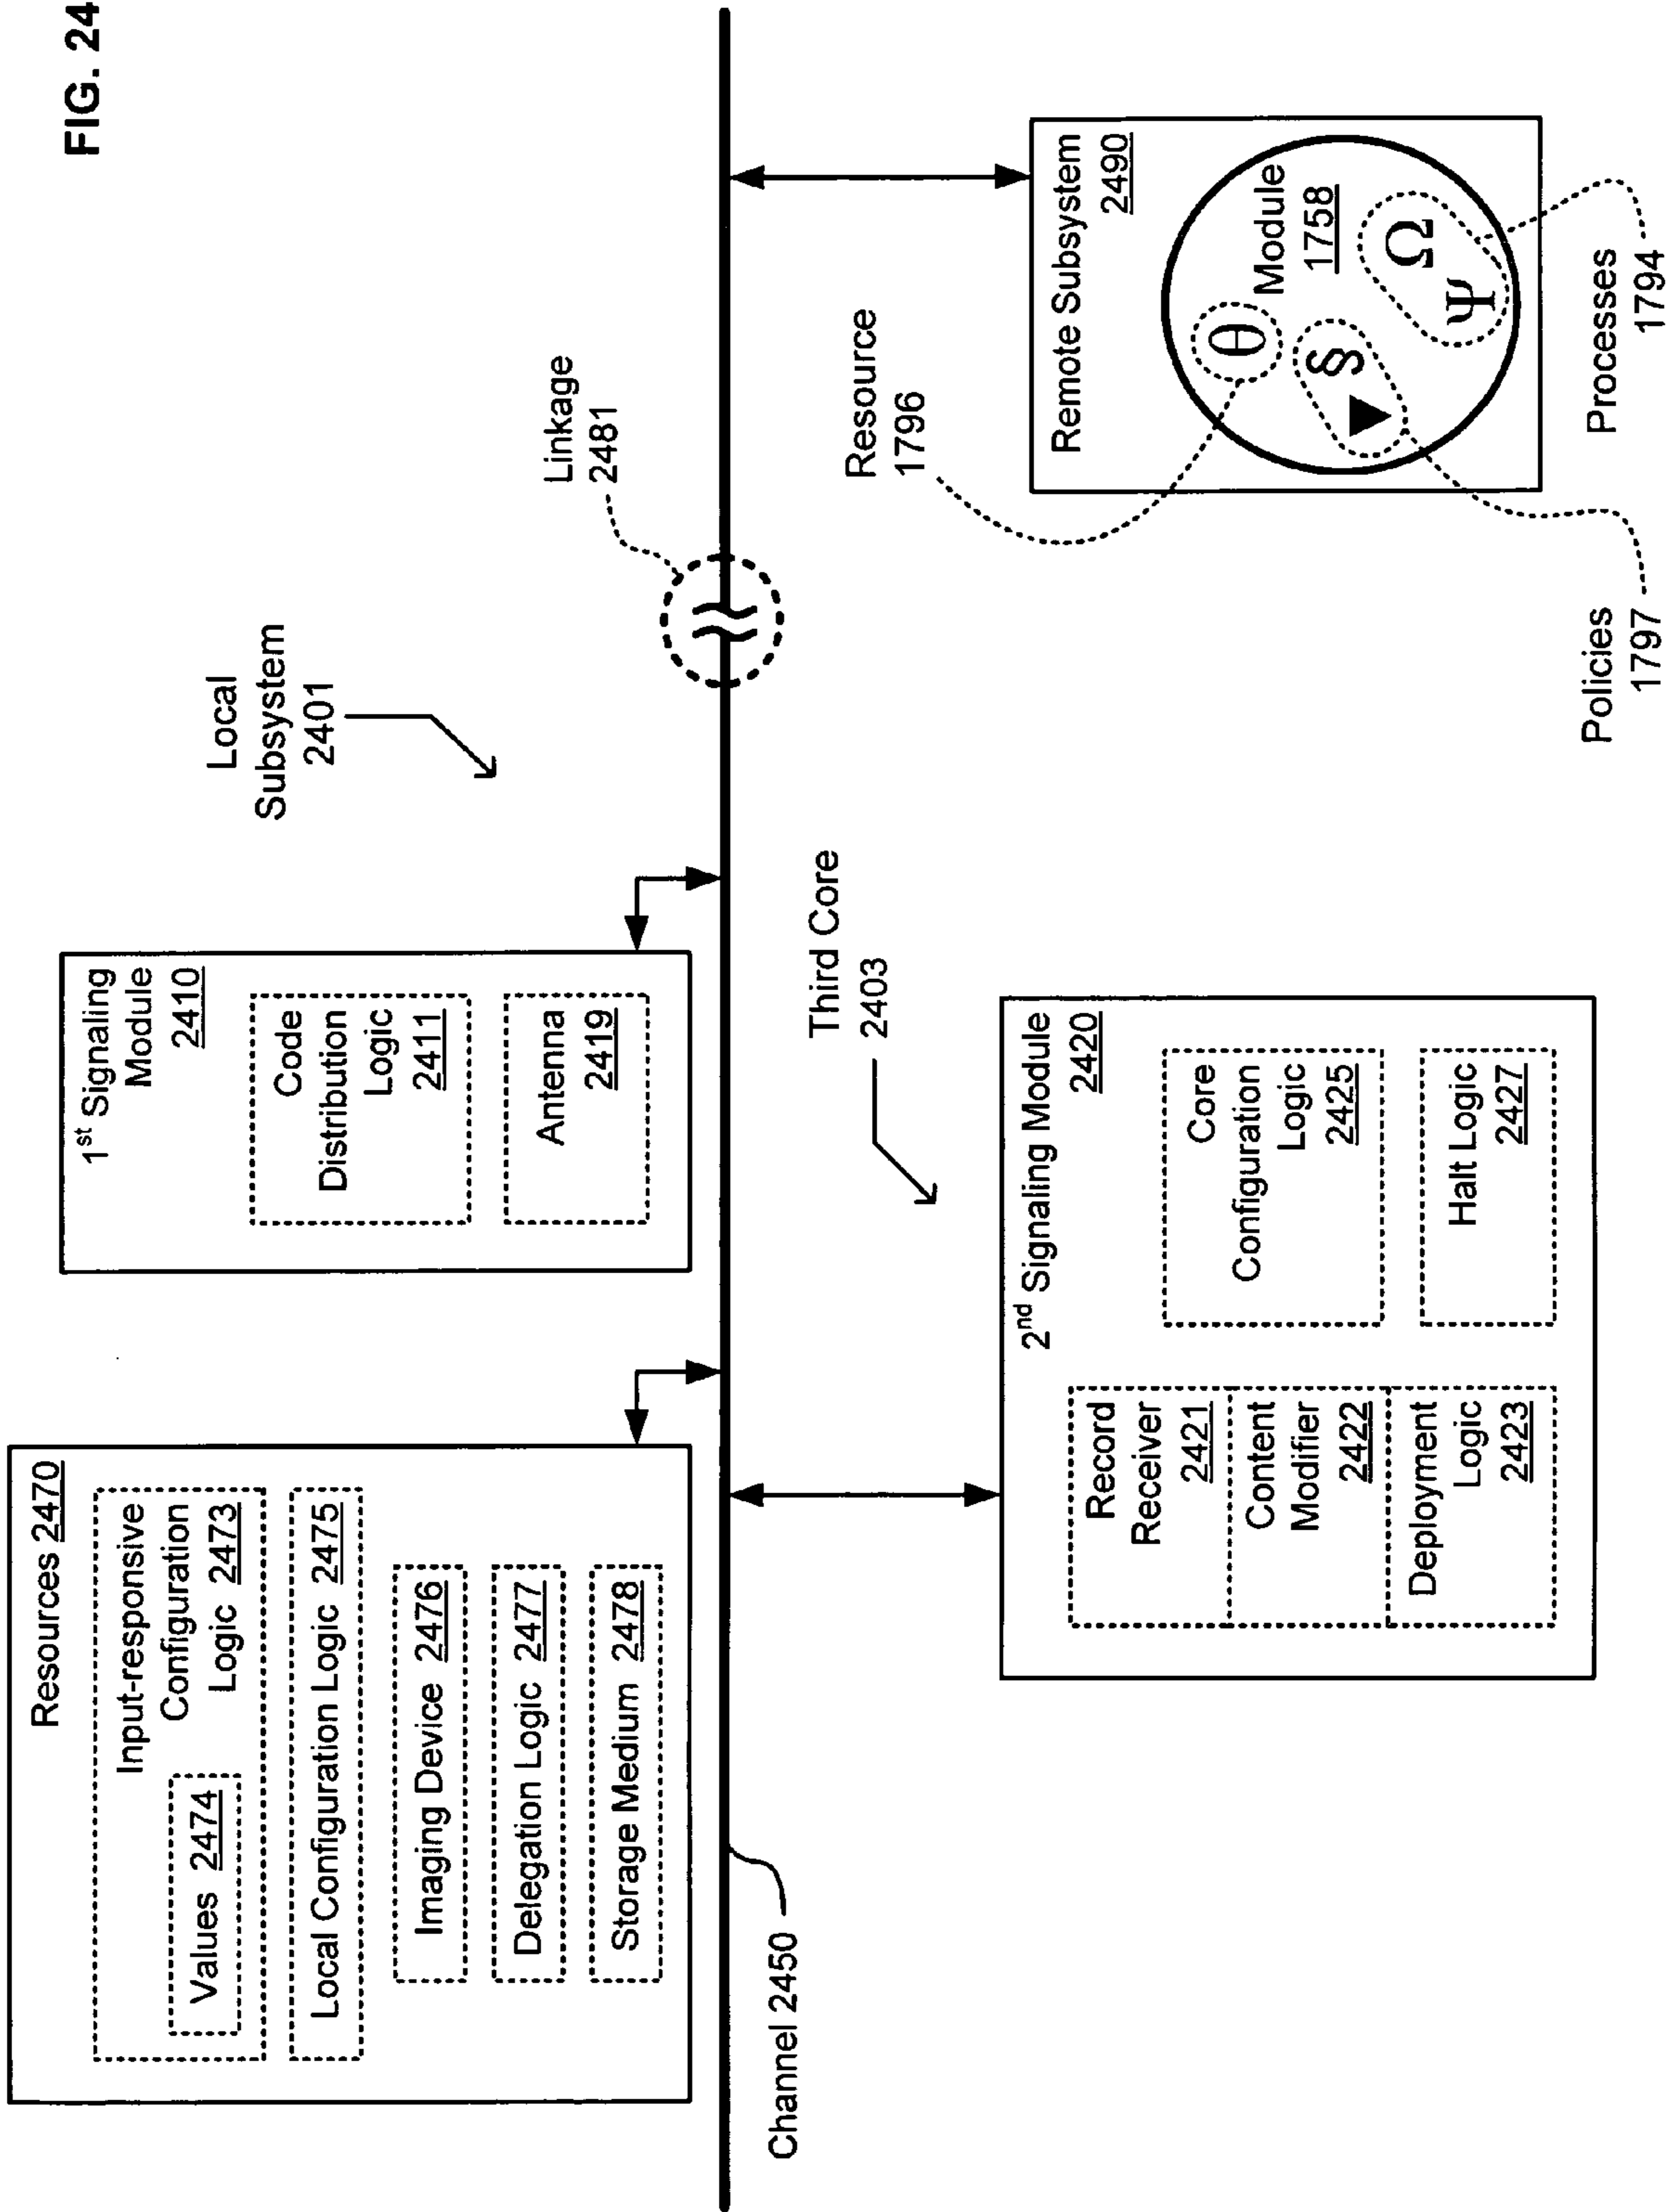 FIG. 24
Resources 2470
Input-responsive
Configuration
Logic 2473
Values 2474
Local Configuration Logic 2475
Imaging Device 2476
Delegation Logic 2477
Storage Medium 2478
1st Signaling
Module
2410
Code
Distribution
Logic
2411
Antenna
2419
Local
Subsystem
2401
Linkage
2481
Channel 2450
Third Core
2403
2nd Signaling Module
2420
Record
Receiver
2421
Content
Modifier
2422
Deployment
Logic
2423
Core
Configuration
Logic
2425
Halt Logic
2427
Resource
1796
Remote Subsystem
2490
Module
1758
θ
§
Ψ Ω
Policies
1797
Processes
1794